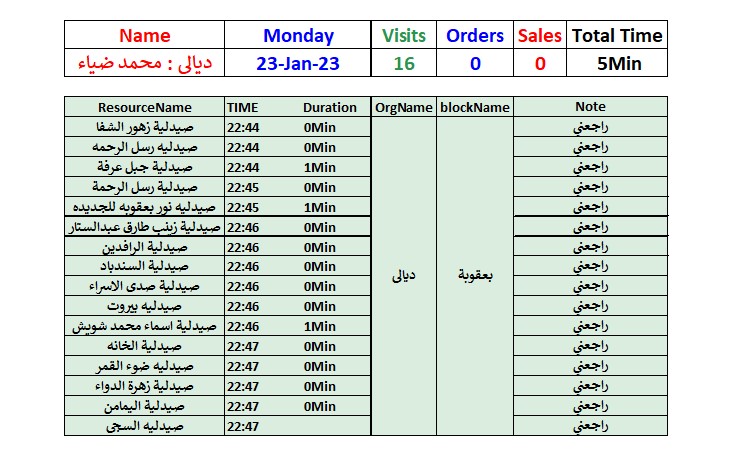 Name Monday Visits Orders Sales Total Time
ديالى : محمد ضياء 23-Jan-23 16 0 0 5Min
ResourceName TIME Duration OrgName blockName Note
صيدلية زهور الشفا 22:44 0Min راجعني
صيدليه رسل الرحمه 22:44 0Min راجعني
صيدلية جبل عرفة 22:44 1Min راجعني
صيدلية رسل الرحمة 22:45 0Min راجعني
صيدليه نور بعقوبه للجديده 22:45 1Min راجعني
صيدلية زينب طارق عبدالستار 22:46 0Min راجعني
صيدلية الرافدين 22:46 0Min راجعني
صيدلية السندباد 22:46 0Min راجعني
ديالى بعقوبة
صيدلية صدى الاسراء 22:46 0Min راجعني
صيدليه بيروت 22:46 0Min راجعني
صيدلية اسماء محمد شويش 22:46 1Min راجعني
صيدلية الخانه 22:47 0Min راجعني
صيدليه ضوء القمر 22:47 0Min راجعني
صيدلية زهرة الدواء 22:47 0Min راجعني
صيدلية اليمامن 22:47 0Min راجعني
صيدليه السجى 22:47 راجعني